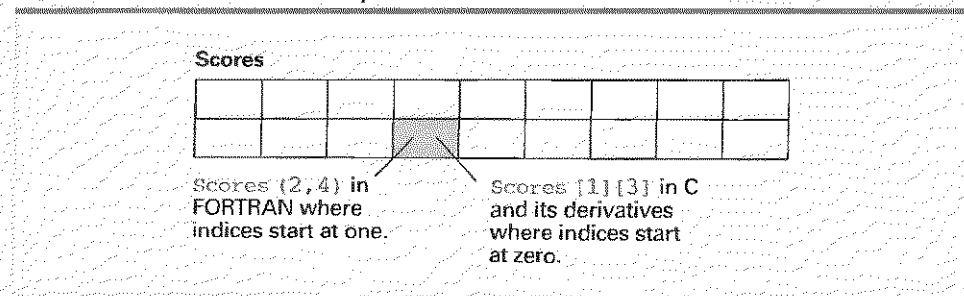 Scores
Scores (2,4) in
FORTRAN where
indices start at one.
Scores [1][3] in C
and its derivatives
where indices start
at zero.